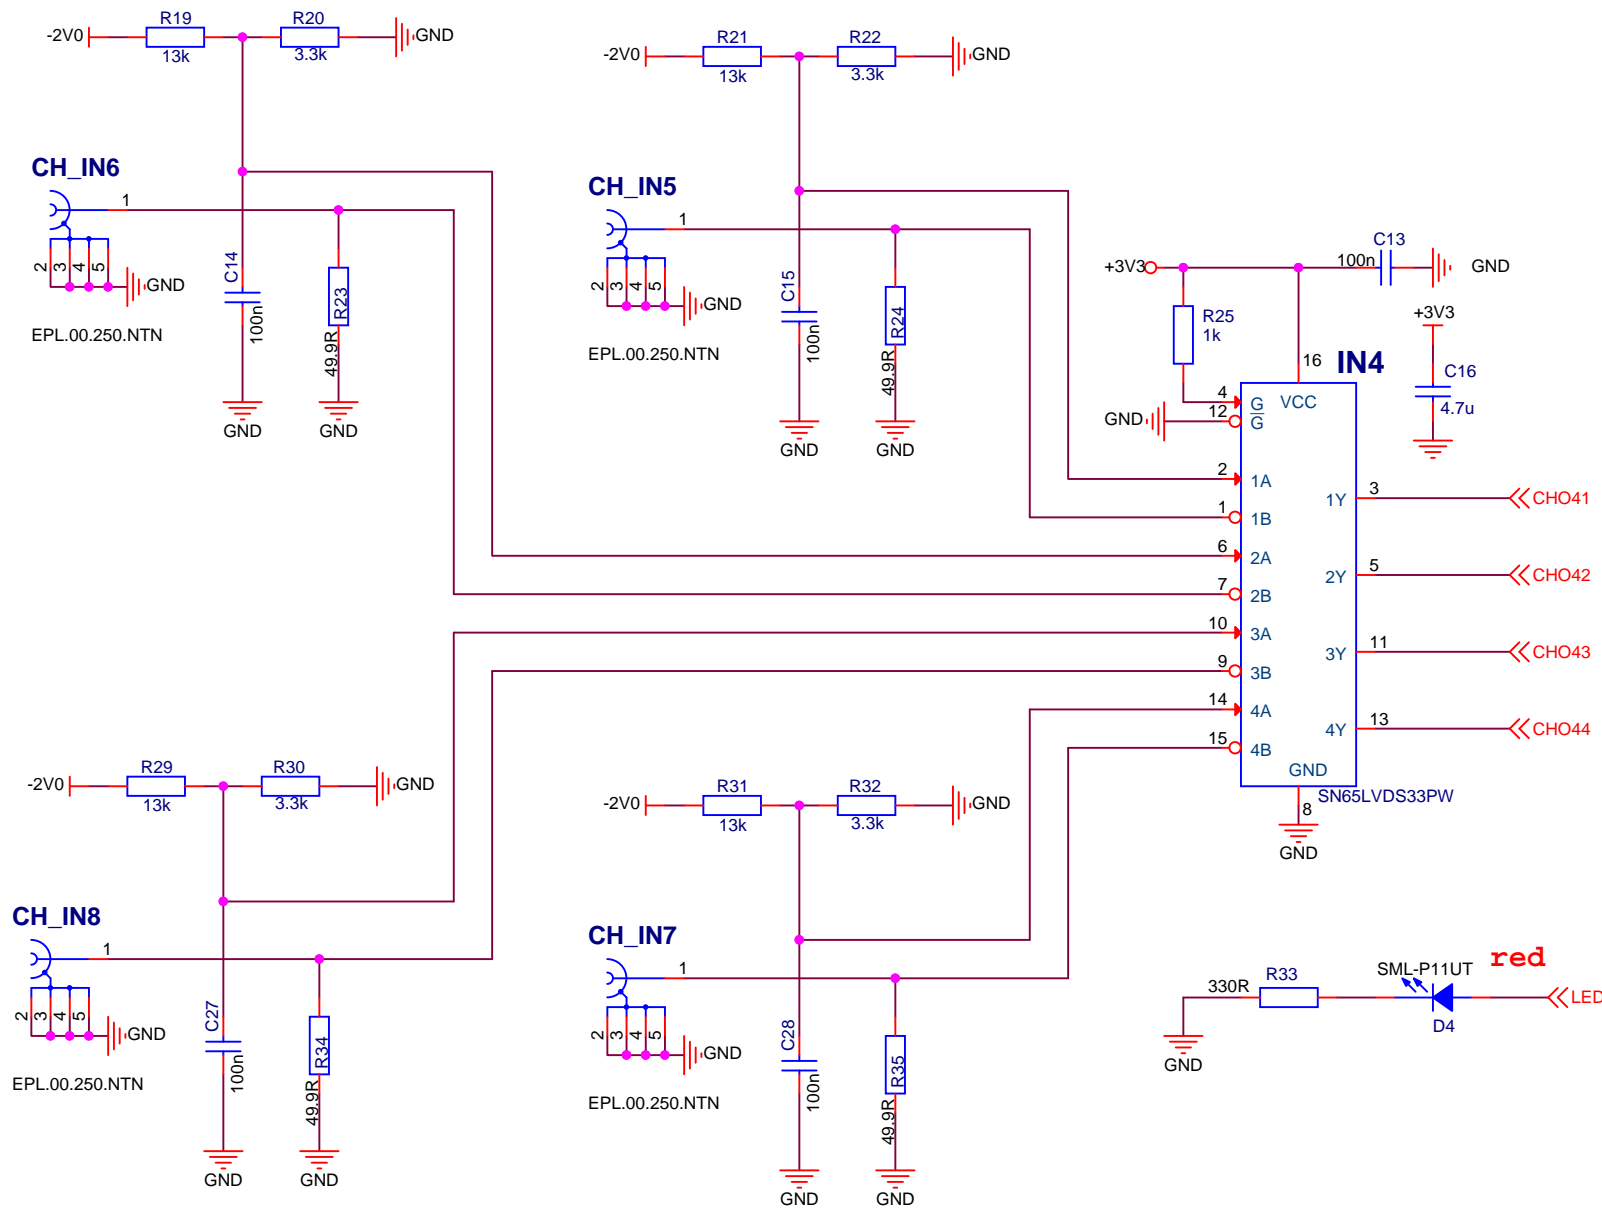 R19
-2V0
13k
R20
3.3k
GND
R21
-2V0
13k
R22
3.3k
GND
CH_IN6
1
2
3
4
5
GND
EPL.00.250.NTN
C14
100n
GND
R23
49.9R
GND
CH_IN5
1
2
3
4
5
GND
EPL.00.250.NTN
C15
100n
GND
R24
49.9R
GND
+3V3
100n
C13
GND
R25
1k
+3V3
C16
4.7u
16
IN4
4
G
VCC
GND
12
G
2
1A
1
1B
6
2A
7
2B
10
3A
9
3B
14
4A
15
4B
1Y
3
CHO41
2Y
5
CHO42
3Y
11
CHO43
4Y
13
CHO44
GND
SN65LVDS33PW
8
GND
R29
-2V0
13k
R30
3.3k
GND
R31
-2V0
13k
R32
3.3k
GND
CH_IN8
1
2
3
4
5
GND
EPL.00.250.NTN
C27
100n
GND
R34
49.9R
GND
CH_IN7
1
2
3
4
5
GND
EPL.00.250.NTN
C28
100n
GND
R35
49.9R
GND
red
SML-P11UT
R33
330R
D4
LED
GND